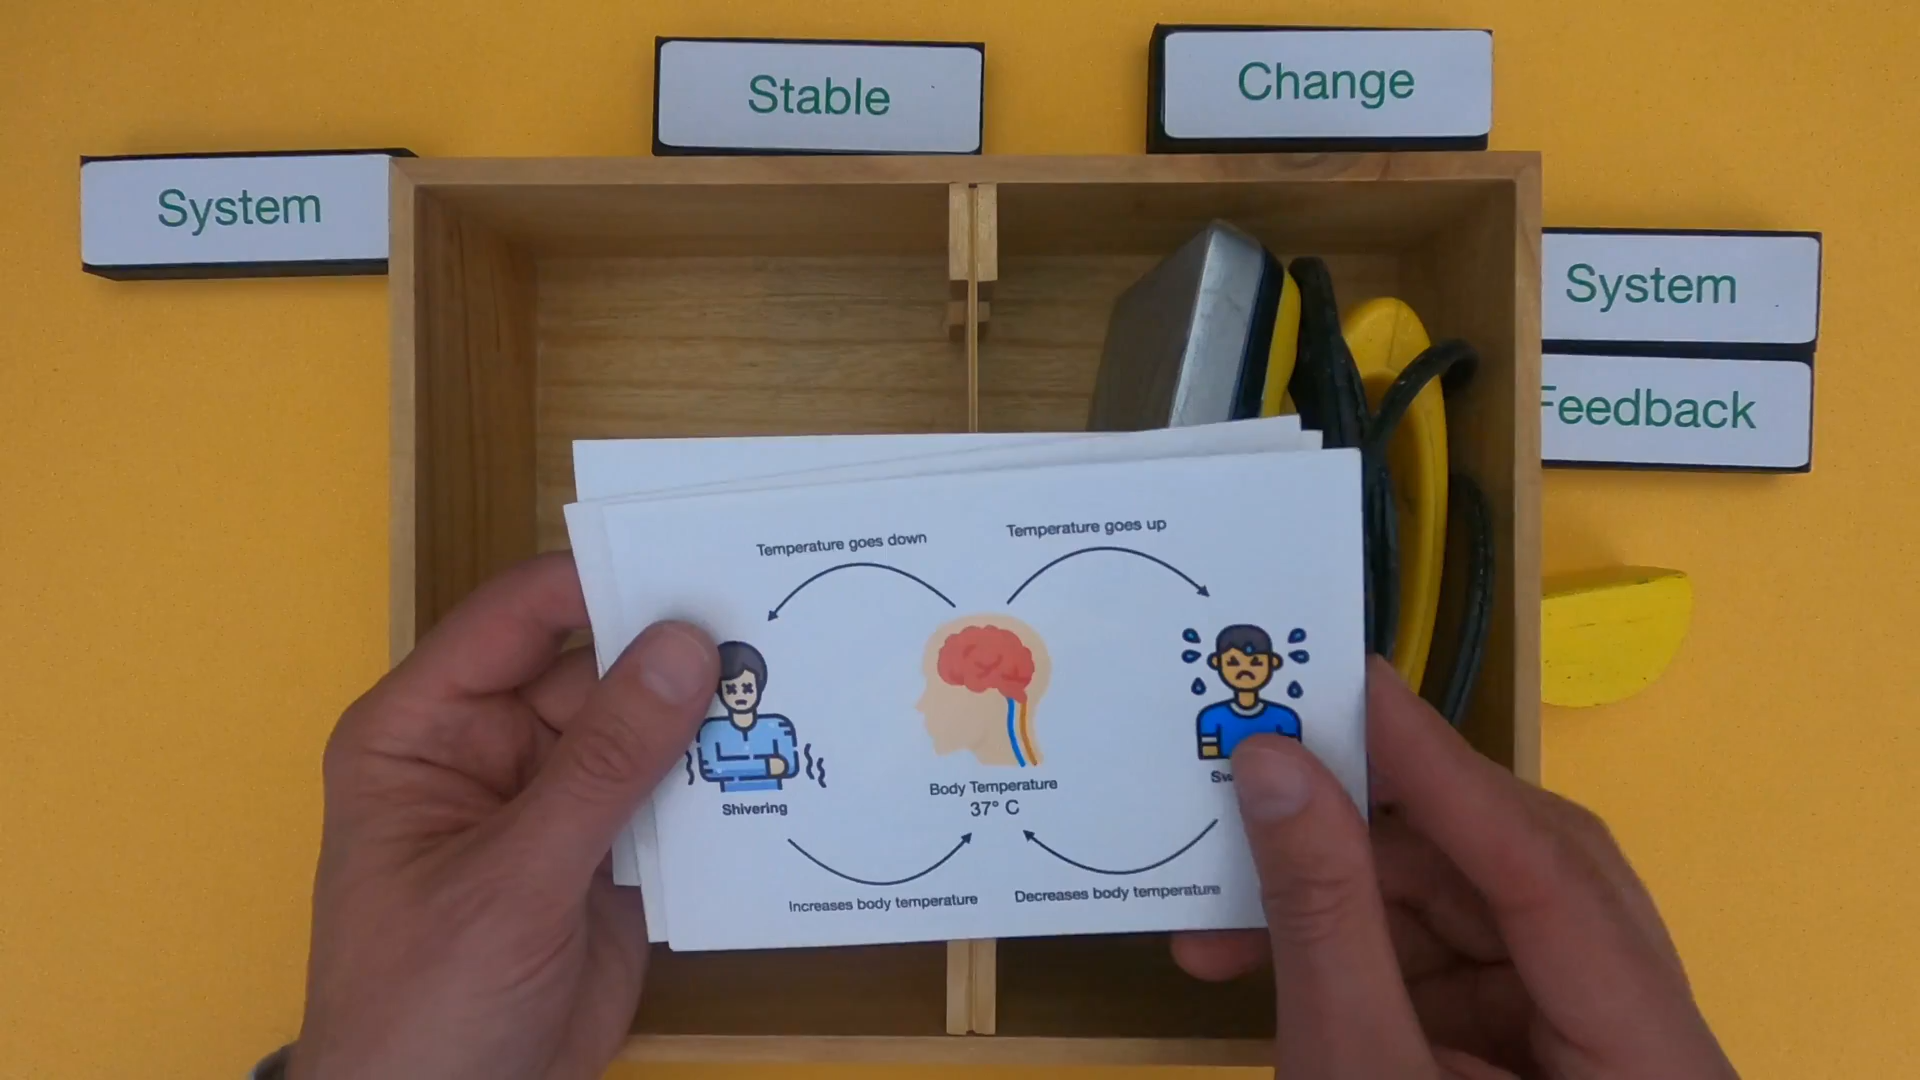 Stable
Change
System
System
Feedback
Temperature goes down
Temperature goes up
Shivering
Body Temperature
37° C
Increases body temperature
Decreases body temperature